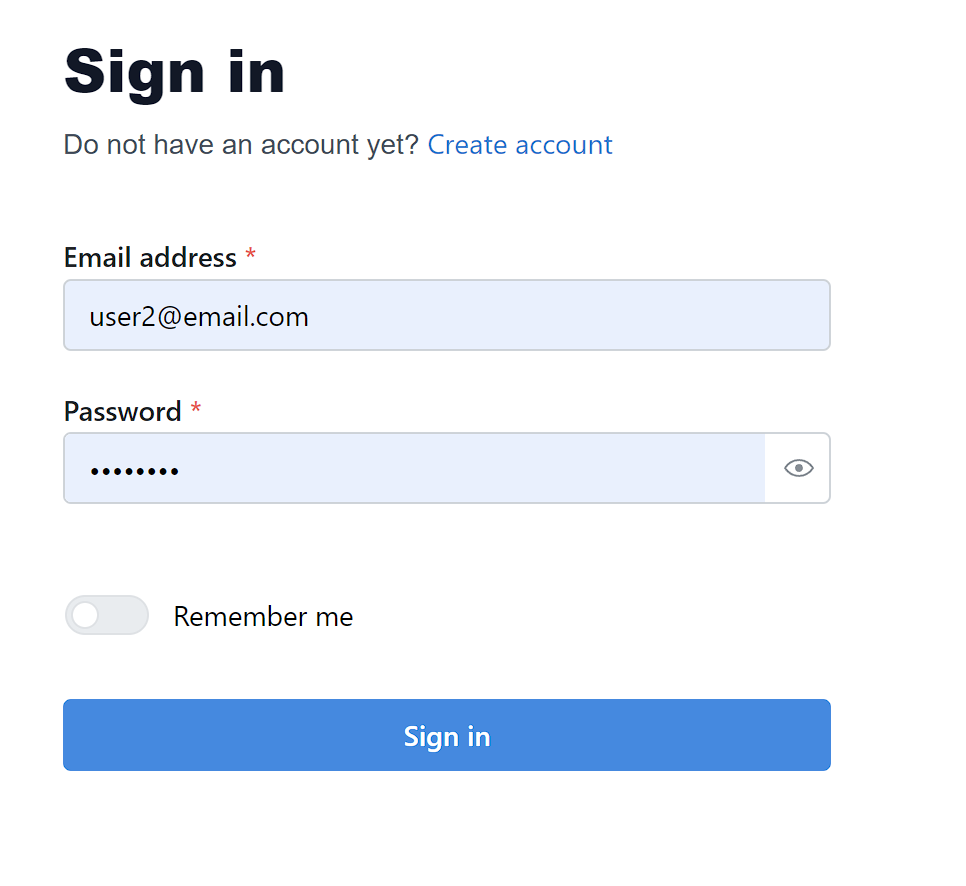 Sign in
Do not have an account yet? Create account
Email address *
user2@email.com
Password *
••••••••
Remember me
Sign in